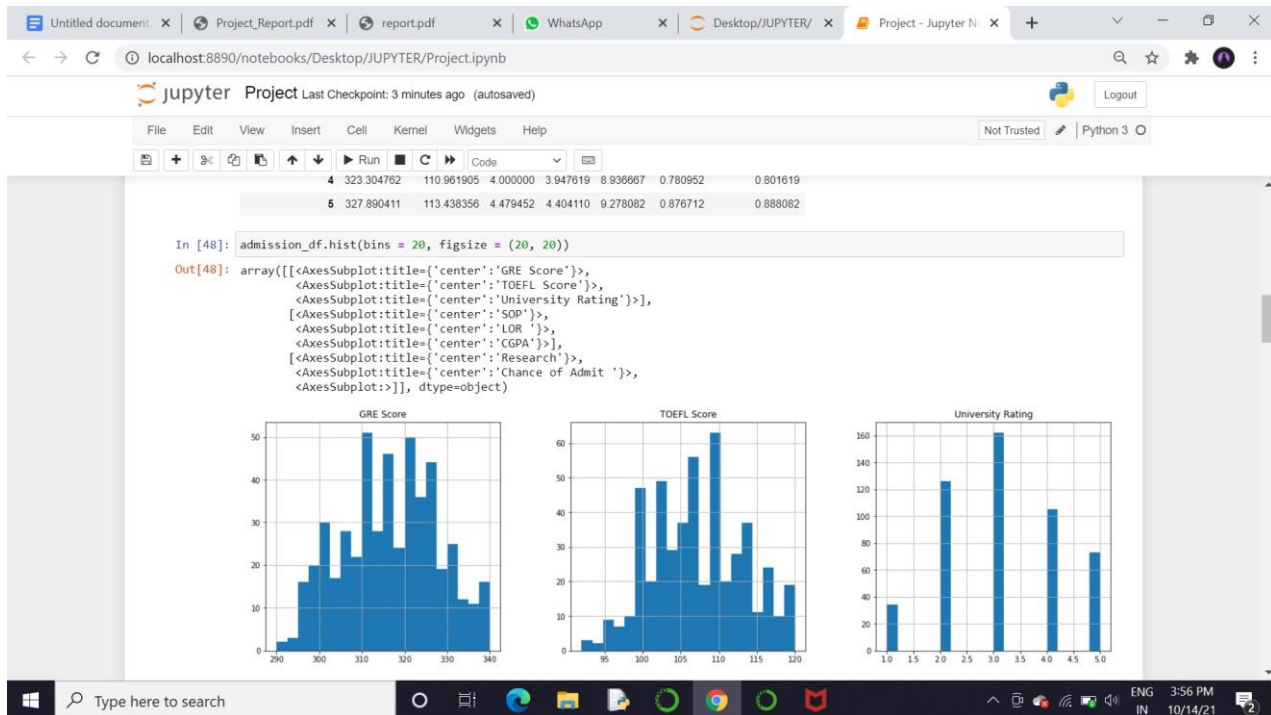 Untitled document Project_Report.pdf report.pdf WhatsApp Desktop/JUPYTER/ Project - Jupyter N
localhost:8890/notebooks/Desktop/JUPYTER/Project.ipynb
jupyter Project Last Checkpoint: 3 minutes ago (autosaved) Logout
File Edit View Insert Cell Kernel Widgets Help Not Trusted Python 3
Run Code
4 323.304762 110.961905 4.000000 3.947619 8.936667 0.780952 0.801619
5 327.890411 113.438356 4.479452 4.404110 9.278082 0.876712 0.888082
In [48]: admission_df.hist(bins = 20, figsize = (20, 20))
Out[48]: array([[<AxesSubplot:title={'center':'GRE Score'}>,
<AxesSubplot:title={'center':'TOEFL Score'}>,
<AxesSubplot:title={'center':'University Rating'}>],
[<AxesSubplot:title={'center':'SOP'}>,
<AxesSubplot:title={'center':'LOR '}>,
<AxesSubplot:title={'center':'CGPA'}>],
[<AxesSubplot:title={'center':'Research'}>,
<AxesSubplot:title={'center':'Chance of Admit '}>,
<AxesSubplot:>]], dtype=object)
GRE Score
50
40
30
20
10
0
290 300 310 320 330 340
TOEFL Score
60
50
40
30
20
10
0
95 100 105 110 115 120
University Rating
160
140
120
100
80
60
40
20
0
1.0 1.5 2.0 2.5 3.0 3.5 4.0 4.5 5.0
Type here to search
ENG 3:56 PM
IN 10/14/21
2